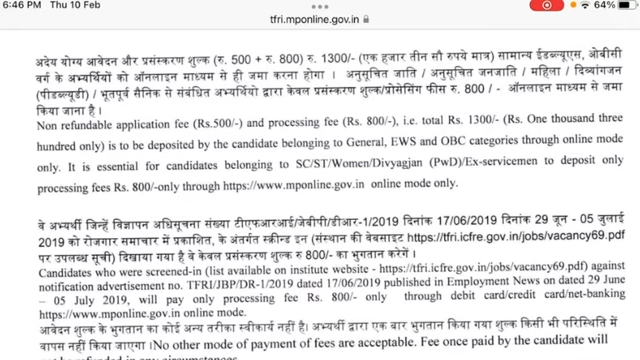 6:46 PM Thu 10 Feb
64%
tfri.mponline.gov.in
अदेय योग्य आवेदन और प्रसंस्करण शुल्क (रु. 500 + रु. 800) रु. 1300/- (एक हजार तीन सौ रुपये मात्र) सामान्य ईडब्ल्यूएस, ओबीसी
वर्ग के अभ्यर्थियों को ऑनलाइन माध्यम से ही जमा करना होगा । अनुसूचित जाति / अनुसूचित जनजाति / महिला / दिव्यांगजन
(पीडब्ल्यूडी) / भूतपूर्व सैनिक से संबंधित अभ्यर्थियो द्वारा केवल प्रसंस्करण शुल्क/प्रोसेसिंग फीस रु. 800 / - ऑनलाइन माध्यम से जमा
किया जाना है ।
Non refundable application fee (Rs.500/-) and processing fee (Rs. 800/-), i.e. total Rs. 1300/- (Rs. One thousand three
hundred only) is to be deposited by the candidate belonging to General, EWS and OBC categories through online mode
only. It is essential for candidates belonging to SC/ST/Women/Divyagjan (PwD)/Ex-servicemen to deposit only
processing fees Rs. 800/-only through https://www.mponline.gov.in online mode only.
वे अभ्यर्थी जिन्हें विज्ञापन अधिसूचना संख्या टीएफआरआई/जेबीपी/डीआर-1/2019 दिनांक 17/06/2019 दिनांक 29 जून - 05 जुलाई
2019 को रोजगार समाचार में प्रकाशित, के अंतर्गत स्क्रीन्ड इन (संस्थान की वेबसाइट https://tfri.icfre.gov.in/jobs/vacancy69.pdf
पर उपलब्ध सूची) दिखाया गया है वे केवल प्रसंस्करण शुल्क रु 800/-का भुगतान करेगें ।
Candidates who were screened-in (list available on institute website - https://tfri.icfre.gov.in/jobs/vacancy69.pdf) against
notification advertisement no. TFRI/JBP/DR-1/2019 dated 17/06/2019 published in Employment News on dated 29 June
– 05 July 2019, will pay only processing fee Rs. 800/-only through debit card/credit card/net-banking
https://www.mponline.gov.in online mode.
आवेदन शुल्क के भुगतान का कोई अन्य तरीका स्वीकार्य नहीं है। अभ्यर्थी द्वारा एक बार भुगतान किया गया शुल्क किसी भी परिस्थिति में
वापस नहीं किया जाएगा। No other mode of payment of fees are acceptable. Fee once paid by the candidate will
not be refunded in any circumstances